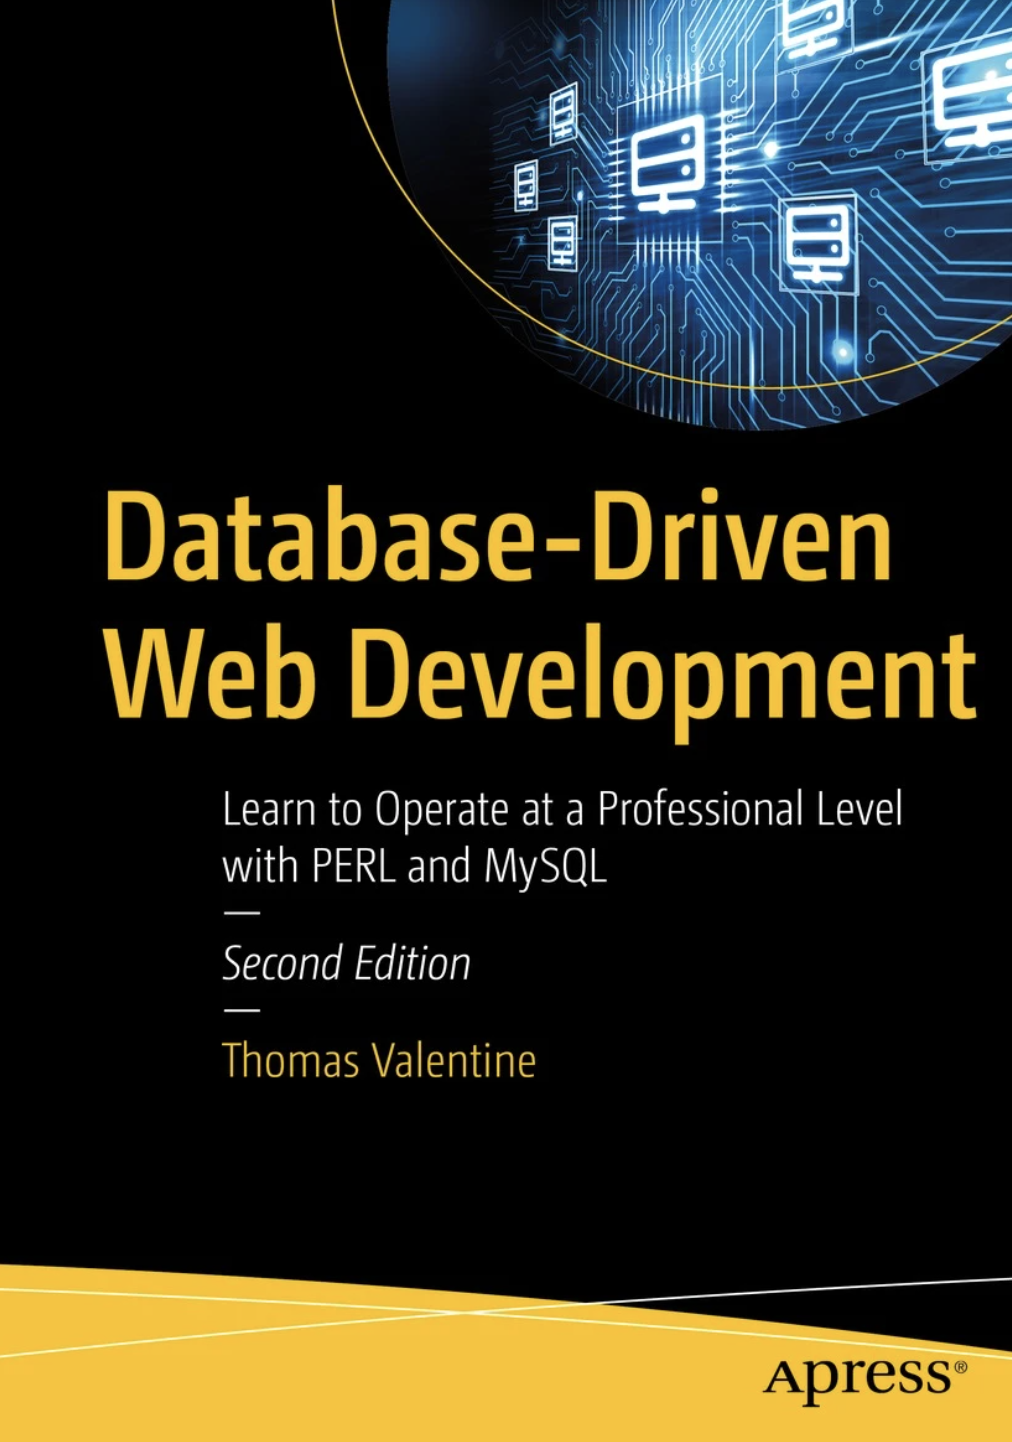 Database-Driven
Web Development
Learn to Operate at a Professional Level
with PERL and MySQL
—
Second Edition
—
Thomas Valentine
Apress®